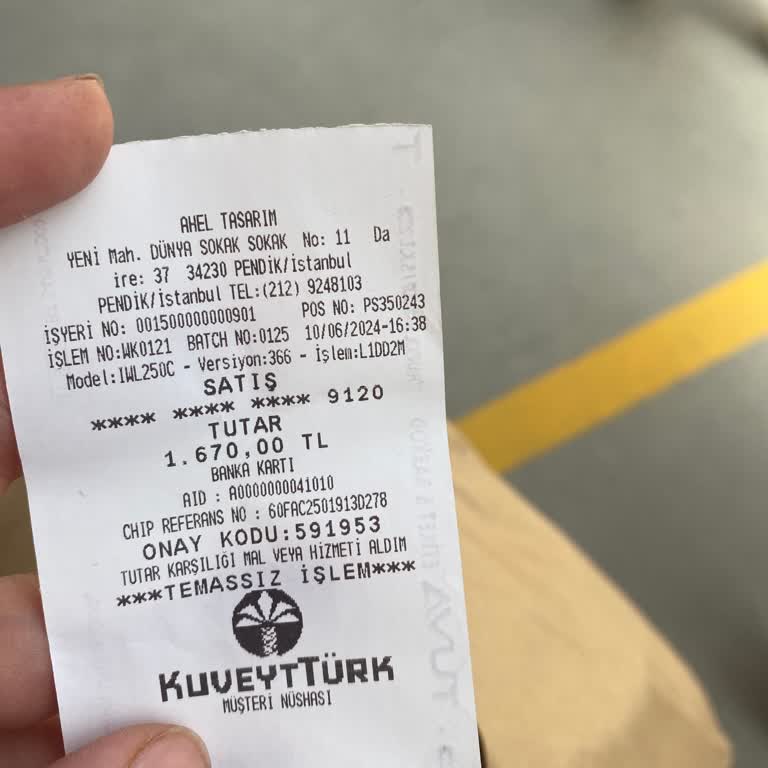 AHEL TASARIM
YENİ Mah. DÜNYA SOKAK SOKAK No: 11 Da
ire: 37 34230 PENDİK/İstanbul
PENDİK/İstanbul TEL:(212) 9248103
İŞYERİ NO: 001500000000901 POS NO: PS350243
İŞLEM NO:WK0121 BATCH NO:0125 10/06/2024-16:38
Model:IWL250C - Versiyon:366 - İşlem:L1DD2M
SATIŞ
**** **** **** 9120
TUTAR
1.670,00 TL
BANKA KARTI
AID : A0000000041010
CHIP REFERANS NO : 60FAC2501913D278
ONAY KODU:591953
TUTAR KARŞILIĞI MAL VEYA HİZMETİ ALDIM
***TEMASSIZ İŞLEM***
KUVEYTTÜRK
MÜŞTERİ NÜSHASI